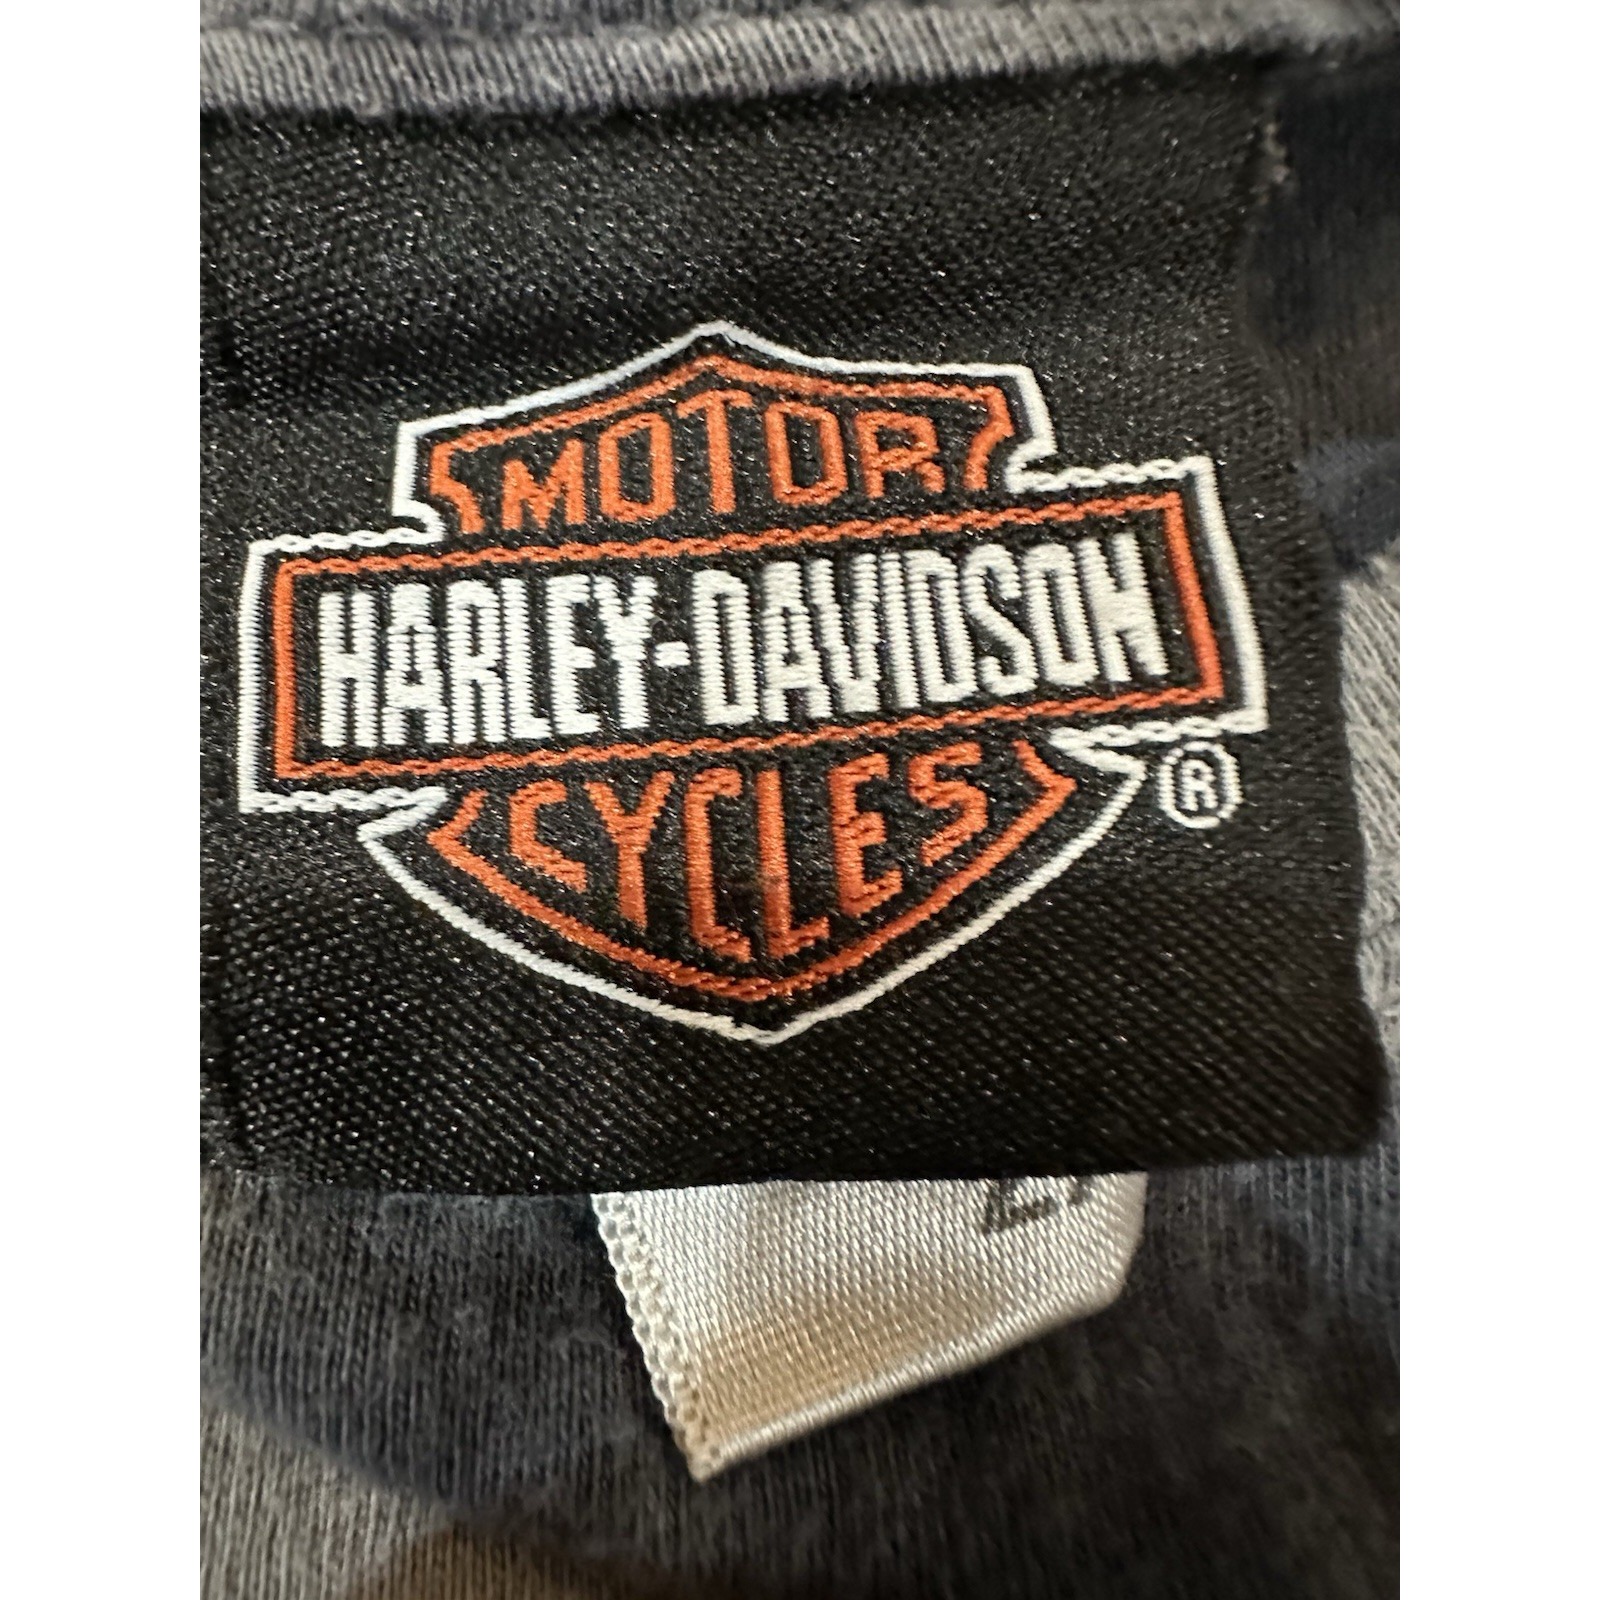 MOTOR
HARLEY-DAVIDSON
CYCLES
®